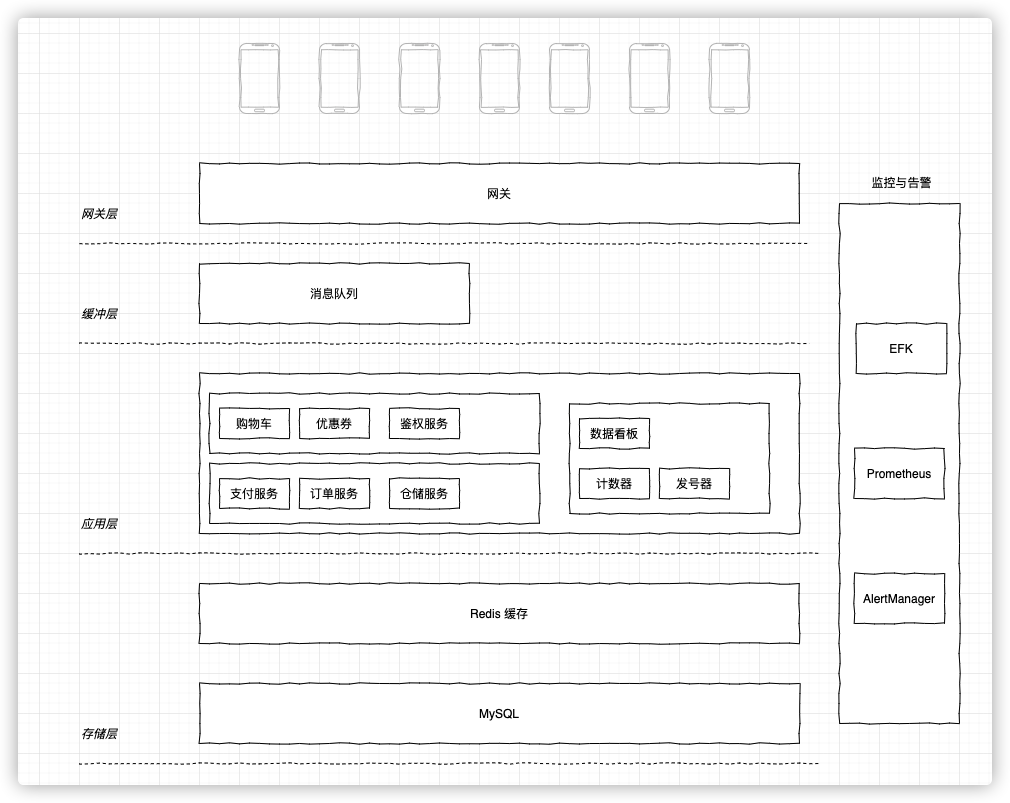 网关
监控与告警
网关层
消息队列
缓冲层
EFK
购物车
优惠券
鉴权服务
数据看板
支付服务
订单服务
仓储服务
计数器
发号器
Prometheus
应用层
AlertManager
Redis 缓存
MySQL
存储层